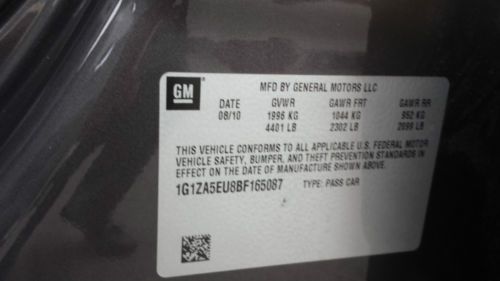 GM
MFD BY GENERAL MOTORS LLC
DATE GVWR GAWR FRT GAWR RR
08/10 1996 KG 1044 KG 952 KG
4401 LB 2302 LB 2099 LB
THIS VEHICLE CONFORMS TO ALL APPLICABLE U.S. FEDERAL MOTOR
VEHICLE SAFETY, BUMPER, AND THEFT PREVENTION STANDARDS IN
EFFECT ON THE DATE OF MANUFACTURE SHOWN ABOVE.
1G1ZA5EU8BF165087 TYPE: PASS CAR